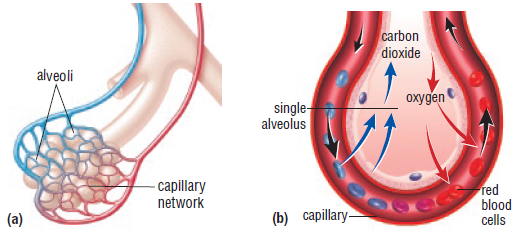 alveoli
capillary
network
(a)
carbon
dioxide
oxygen
single
alveolus
(b)
capillary
red
blood
cells